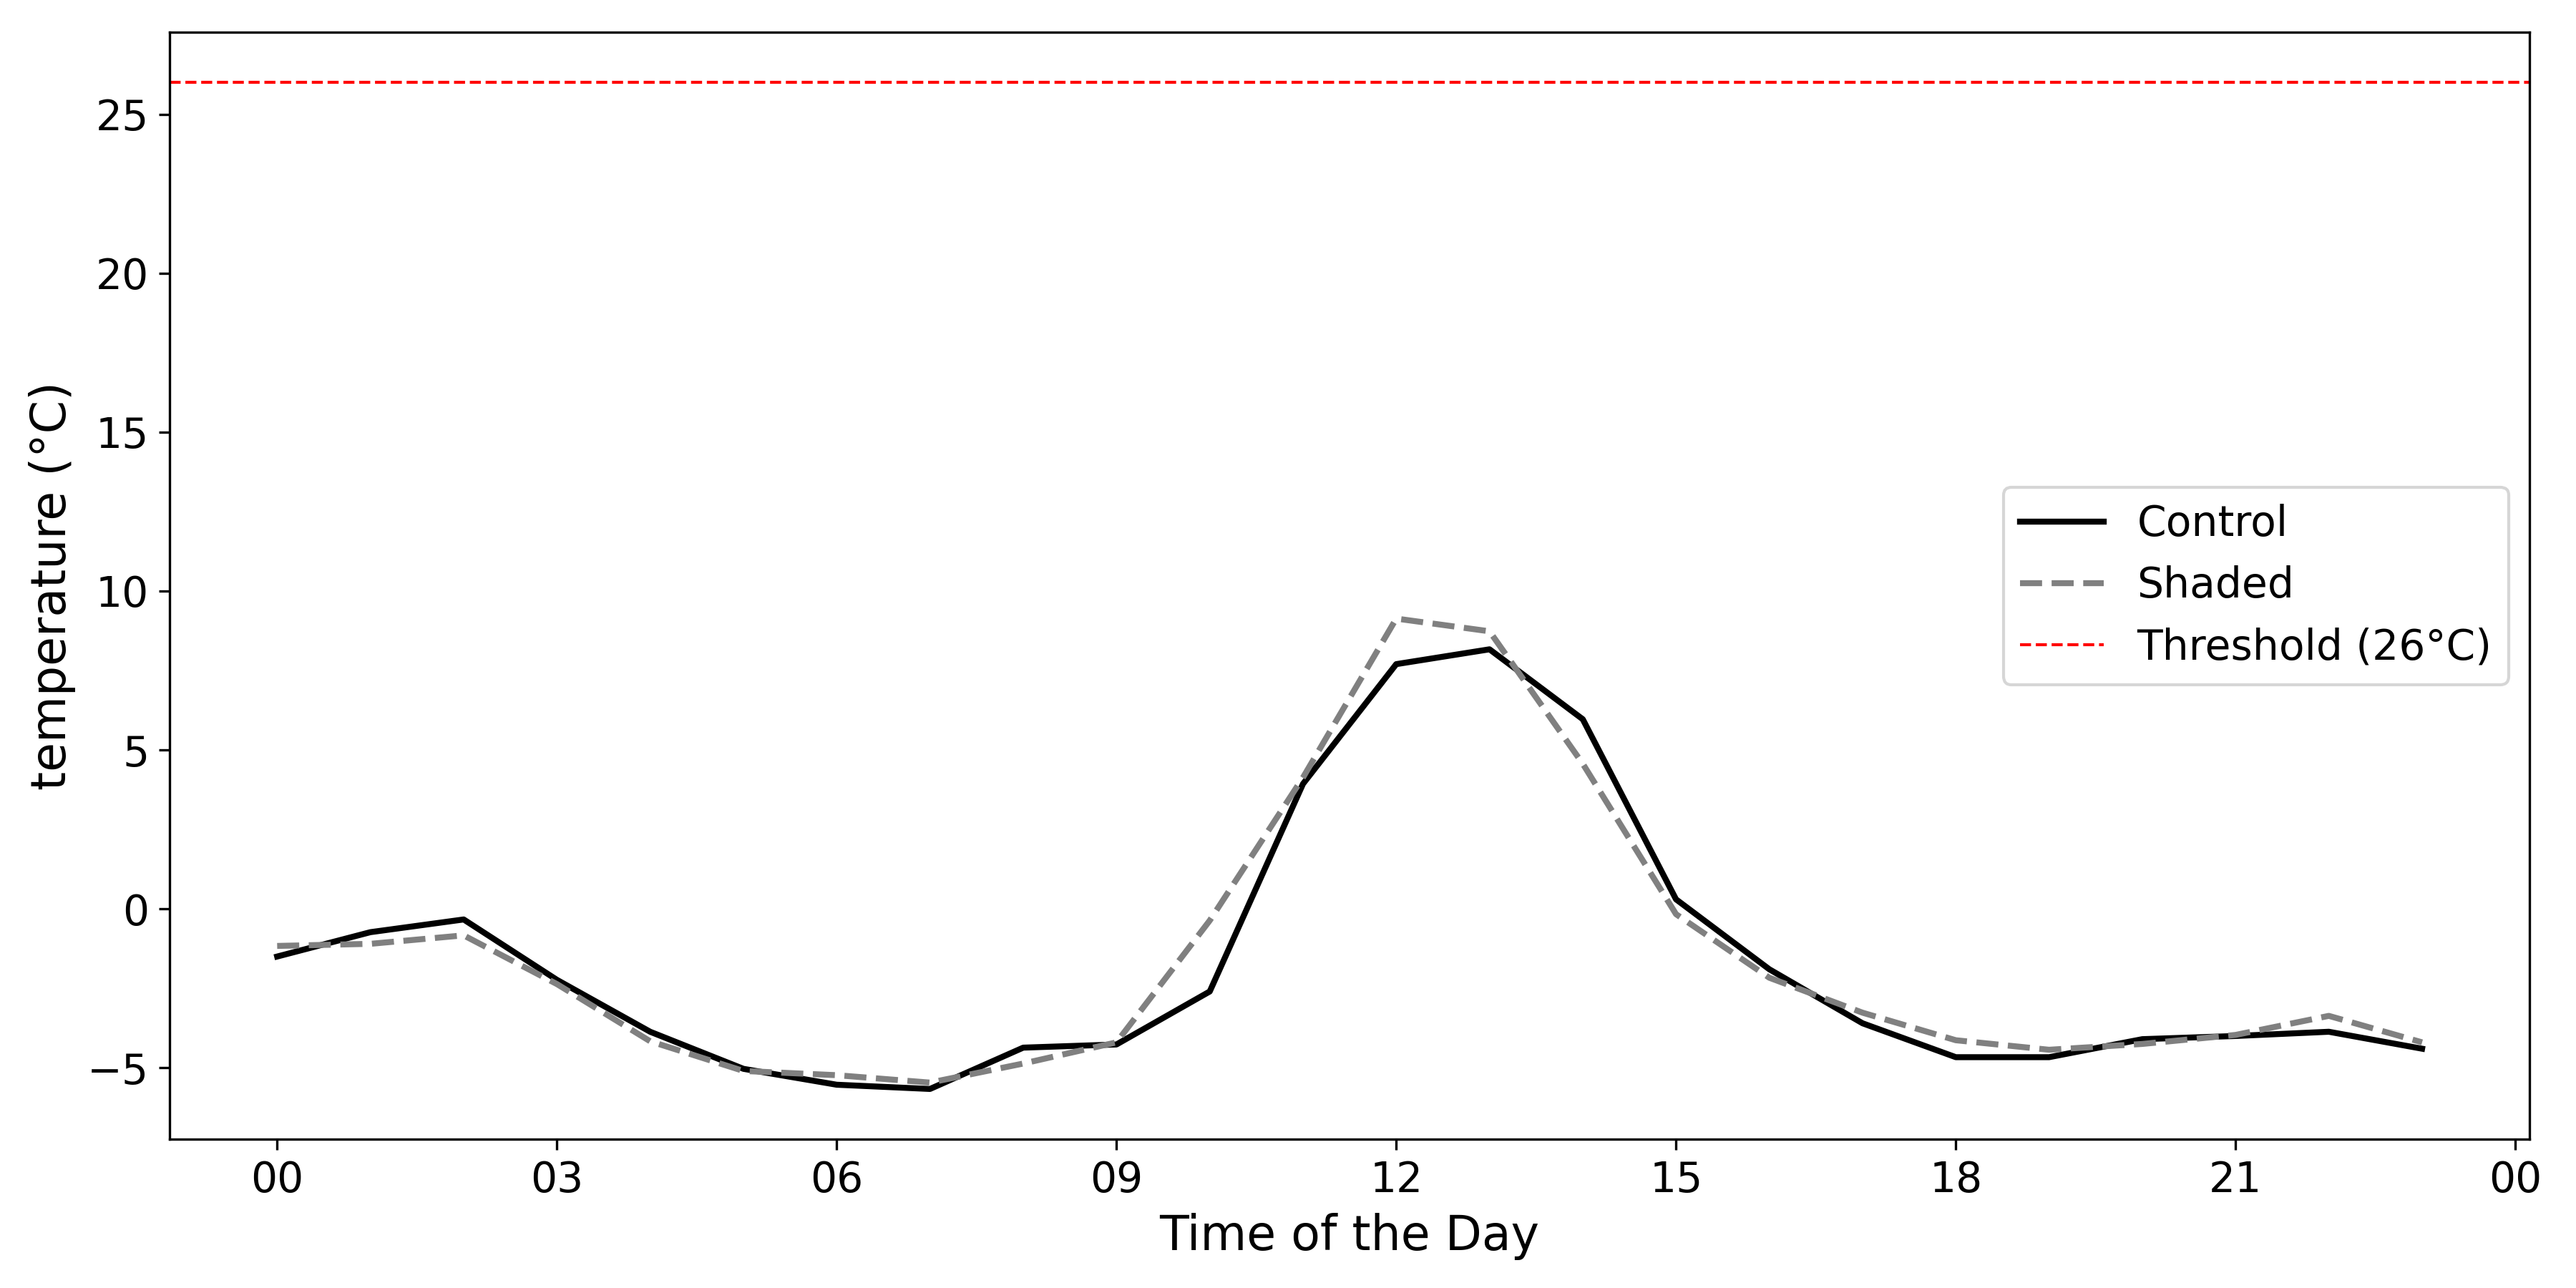 25
20
15
10
5
0
−5
temperature (°C)
Control
Shaded
Threshold (26°C)
00 03 06 09 12 15 18 21 00
Time of the Day